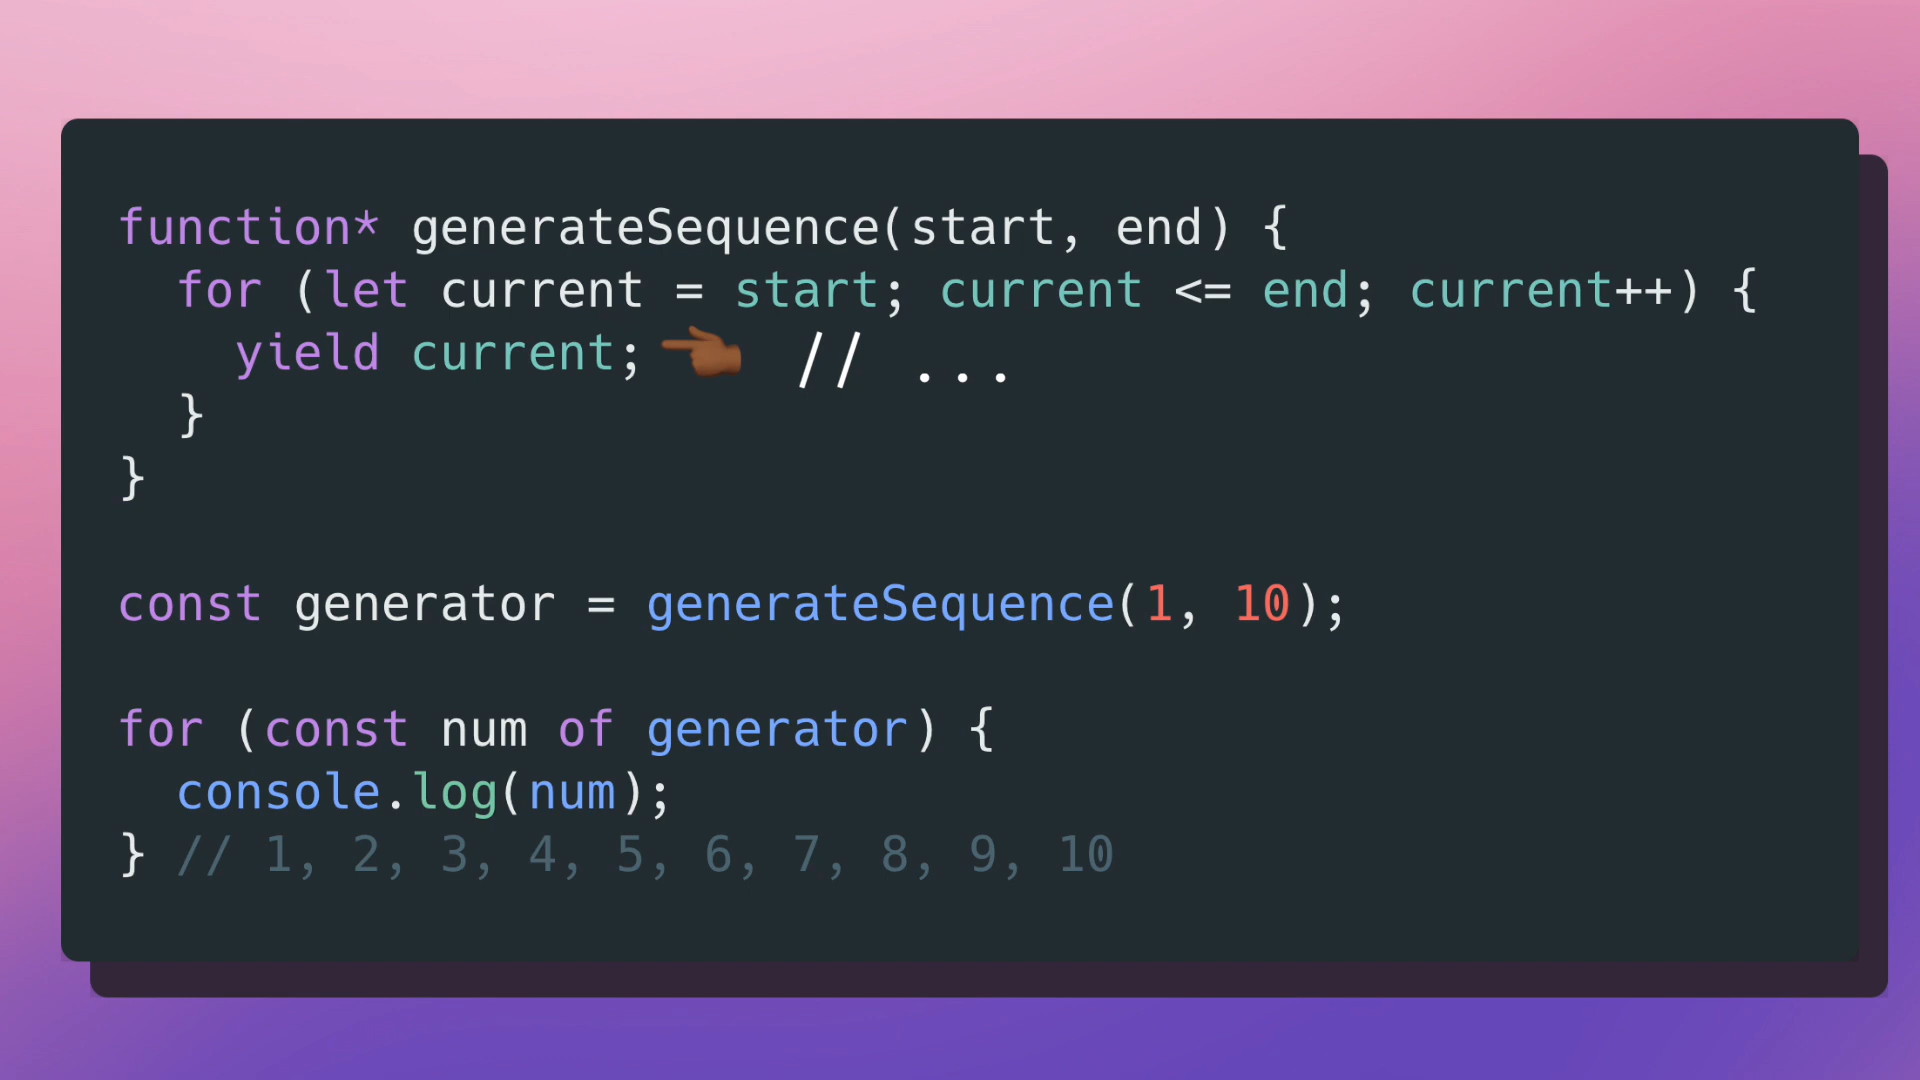 function* generateSequence(start, end) {
  for (let current = start; current <= end; current++) {
    yield current; 👈🏾 // ...
  }
}
const generator = generateSequence(1, 10);
for (const num of generator) {
  console.log(num);
} // 1, 2, 3, 4, 5, 6, 7, 8, 9, 10